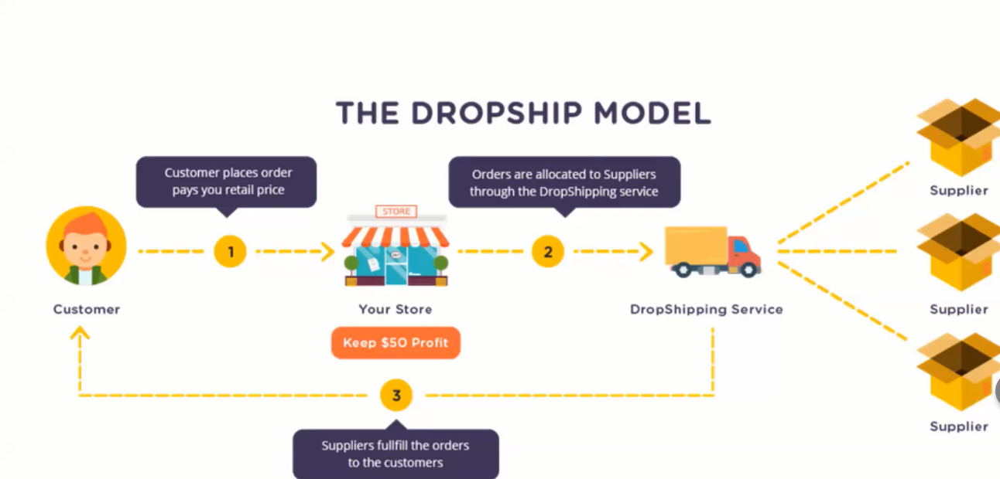 THE DROPSHIP MODEL
Customer places order
pays you retail price
Orders are allocated to Suppliers
through the DropShipping service
STORE
1
2
Supplier
Supplier
Supplier
Customer
Your Store
DropShipping Service
Keep $50 Profit
3
Suppliers fullfill the orders
to the customers